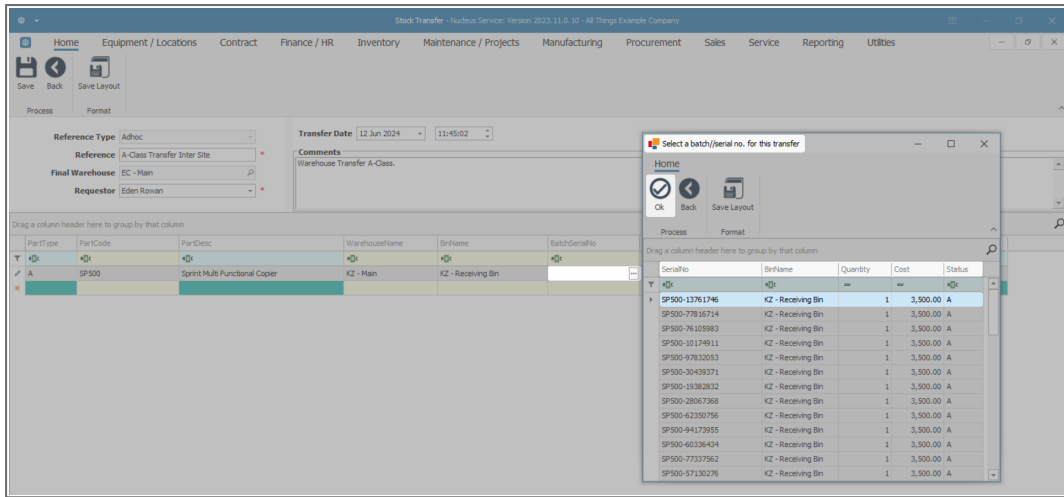 Stock Transfer - Nucleus Service: Version 2023.11.0.10 - All Things Example Company
Home Equipment / Locations Contract Finance / HR Inventory Maintenance / Projects Manufacturing Procurement Sales Service Reporting Utilities
Save Back Save Layout
Process Format
Reference Type Adhoc
Reference A-Class Transfer Inter Site *
Final Warehouse EC - Main
Requestor Eden Rowan *
Transfer Date 12 Jun 2024 11:45:02
Comments
Warehouse Transfer A-Class.
Drag a column header here to group by that column
PartType PartCode PartDesc WarehouseName BinName BatchSerialNo
A SP500 Sprint Multi Functional Copier KZ - Main KZ - Receiving Bin
Select a batch//serial no. for this transfer
Home
Ok Back Save Layout
Process Format
Drag a column header here to group by that column
SerialNo BinName Quantity Cost Status
SP500-13761746 KZ - Receiving Bin 1 3,500.00 A
SP500-77816714 KZ - Receiving Bin 1 3,500.00 A
SP500-76105983 KZ - Receiving Bin 1 3,500.00 A
SP500-10174911 KZ - Receiving Bin 1 3,500.00 A
SP500-97832053 KZ - Receiving Bin 1 3,500.00 A
SP500-30439371 KZ - Receiving Bin 1 3,500.00 A
SP500-19382832 KZ - Receiving Bin 1 3,500.00 A
SP500-28067368 KZ - Receiving Bin 1 3,500.00 A
SP500-62350756 KZ - Receiving Bin 1 3,500.00 A
SP500-94173955 KZ - Receiving Bin 1 3,500.00 A
SP500-60336434 KZ - Receiving Bin 1 3,500.00 A
SP500-77337562 KZ - Receiving Bin 1 3,500.00 A
SP500-57130276 KZ - Receiving Bin 1 3,500.00 A